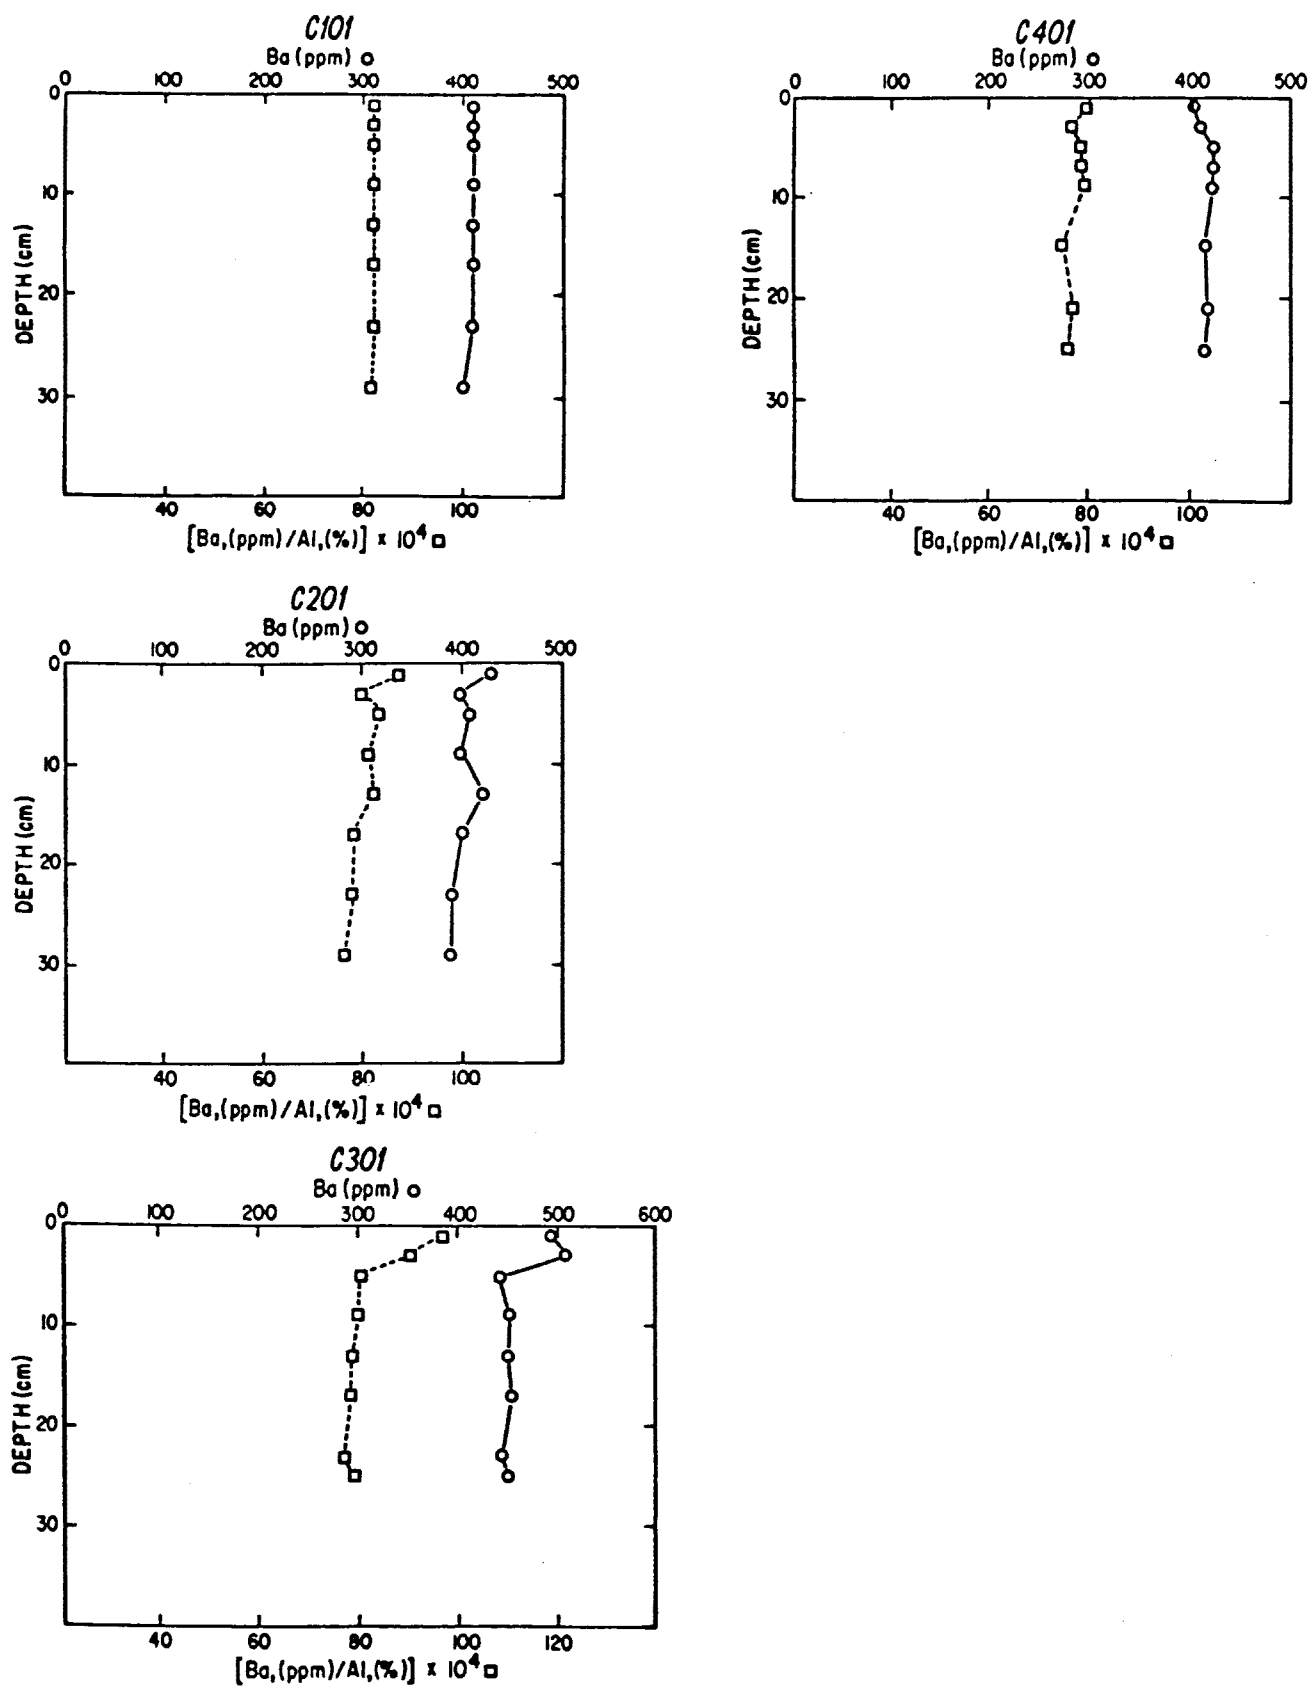 C101
Ba (ppm)
0 100 200 300 400 500
0
10
20
30
DEPTH (cm)
40 60 80 100
[Ba,(ppm)/Al,(%)] x 10⁴
C401
Ba (ppm)
0 100 200 300 400 500
0
10
20
30
DEPTH (cm)
40 60 80 100
[Ba,(ppm)/Al,(%)] x 10⁴
C201
Ba (ppm)
0 100 200 300 400 500
0
10
20
30
DEPTH (cm)
40 60 80 100
[Ba,(ppm)/Al,(%)] x 10⁴
C301
Ba (ppm)
0 100 200 300 400 500 600
0
10
20
30
DEPTH (cm)
40 60 80 100 120
[Ba,(ppm)/Al,(%)] x 10⁴